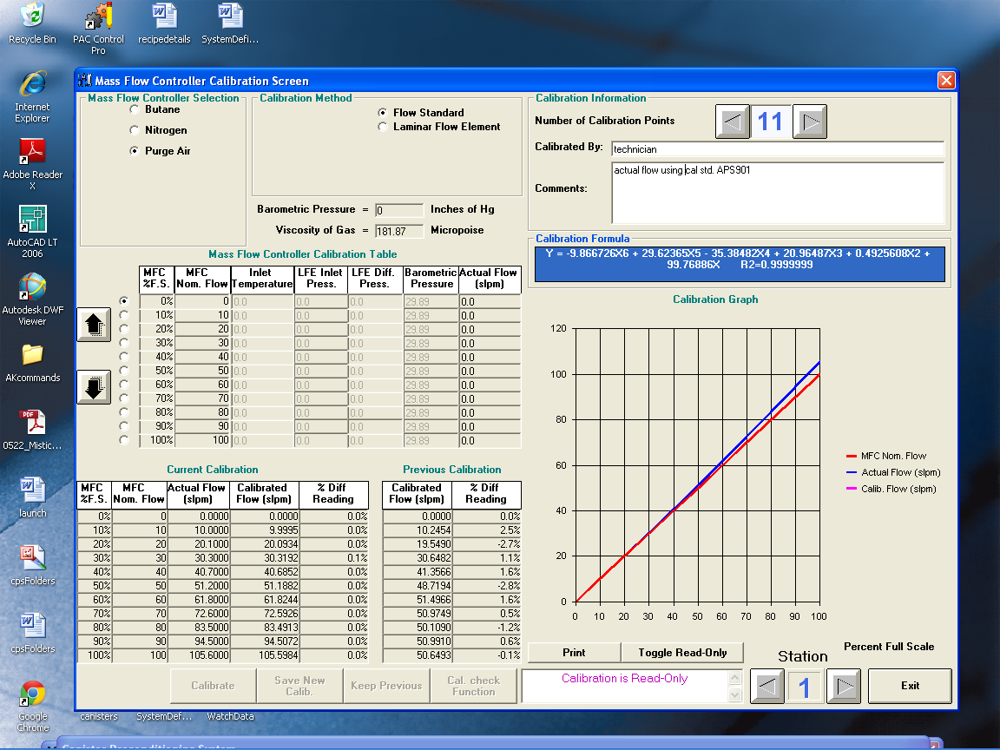 Recycle Bin
PAC Control
Pro
recipedetails
SystemDefi...
Internet
Explorer
Adobe Reader
X
AutoCAD LT
2006
Autodesk DWF
Viewer
AKcommands
0522_Mistic...
launch
cpsFolders
cpsFolders
Google
Chrome
Mass Flow Controller Calibration Screen
Mass Flow Controller Selection
Butane
Nitrogen
Purge Air
Calibration Method
Flow Standard
Laminar Flow Element
Barometric Pressure = 0 Inches of Hg
Viscosity of Gas = 181.87 Micropoise
Calibration Information
Number of Calibration Points 11
Calibrated By: technician
Comments: actual flow using cal std. APS901
Calibration Formula
Y = -9.866726X6 + 29.62365X5 - 35.38482X4 + 20.96487X3 + 0.4925608X2 +
99.76886X R2=0.9999999
Mass Flow Controller Calibration Table
MFC MFC Inlet LFE Inlet LFE Diff. Barometric Actual Flow
%F.S. Nom. Flow Temperature Press. Press. Pressure (slpm)
0% 0 0.0 0.0 0.0 29.89 0.0
10% 10 0.0 0.0 0.0 29.89 0.0
20% 20 0.0 0.0 0.0 29.89 0.0
30% 30 0.0 0.0 0.0 29.89 0.0
40% 40 0.0 0.0 0.0 29.89 0.0
50% 50 0.0 0.0 0.0 29.89 0.0
60% 60 0.0 0.0 0.0 29.89 0.0
70% 70 0.0 0.0 0.0 29.89 0.0
80% 80 0.0 0.0 0.0 29.89 0.0
90% 90 0.0 0.0 0.0 29.89 0.0
100% 100 0.0 0.0 0.0 29.89 0.0
Current Calibration
MFC MFC Actual Flow Calibrated % Diff
%F.S. Nom. Flow (slpm) Flow (slpm) Reading
0% 0 0.0000 0.0000 0.0%
10% 10 10.0000 9.9995 0.0%
20% 20 20.1000 20.0934 0.0%
30% 30 30.3000 30.3192 0.1%
40% 40 40.7000 40.6852 0.0%
50% 50 51.2000 51.1882 0.0%
60% 60 61.8000 61.8244 0.0%
70% 70 72.6000 72.5926 0.0%
80% 80 83.5000 83.4913 0.0%
90% 90 94.5000 94.5072 0.0%
100% 100 105.6000 105.5984 0.0%
Previous Calibration
Calibrated % Diff
Flow (slpm) Reading
0.0000 0.0%
10.2454 2.5%
19.5490 -2.7%
30.6482 1.1%
41.3566 1.6%
48.7194 -2.8%
51.4966 1.6%
50.9749 0.5%
50.1090 -1.2%
50.9910 0.6%
50.6493 -0.1%
Calibration Graph
120
100
80
60
40
20
0
0 10 20 30 40 50 60 70 80 90 100
MFC Nom. Flow
Actual Flow (slpm)
Calib. Flow (slpm)
Percent Full Scale
Print
Toggle Read-Only
Station
Calibrate
Save New
Calib.
Keep Previous
Cal. check
Function
Calibration is Read-Only
1
Exit
canisters
SystemDef...
WatchData
Canister Preconditioning System